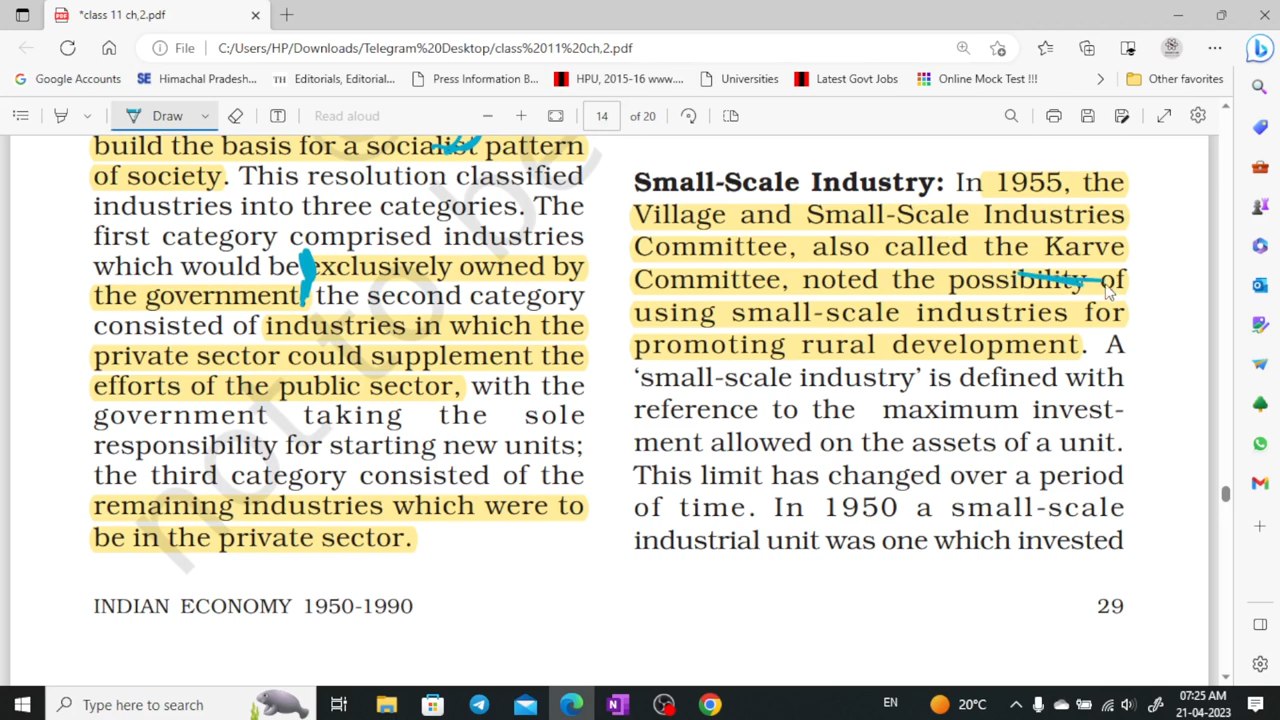 *class 11 ch,2.pdf
File
C:/Users/HP/Downloads/Telegram%20Desktop/class%2011%20ch,2.pdf
Google Accounts
SE Himachal Pradesh...
TH Editorials, Editorial...
Press Information B...
HPU, 2015-16 www....
Universities
Latest Govt Jobs
Online Mock Test !!!
Other favorites
Draw
T
Read aloud
14 of 20
build the basis for a socialist pattern
of society. This resolution classified
industries into three categories. The
first category comprised industries
which would be exclusively owned by
the government; the second category
consisted of industries in which the
private sector could supplement the
efforts of the public sector, with the
government taking the sole
responsibility for starting new units;
the third category consisted of the
remaining industries which were to
be in the private sector.
Small-Scale Industry: In 1955, the
Village and Small-Scale Industries
Committee, also called the Karve
Committee, noted the possibility of
using small-scale industries for
promoting rural development. A
‘small-scale industry’ is defined with
reference to the maximum invest-
ment allowed on the assets of a unit.
This limit has changed over a period
of time. In 1950 a small-scale
industrial unit was one which invested
INDIAN ECONOMY 1950-1990
29
not to be
Type here to search
EN
20°C
07:25 AM
21-04-2023